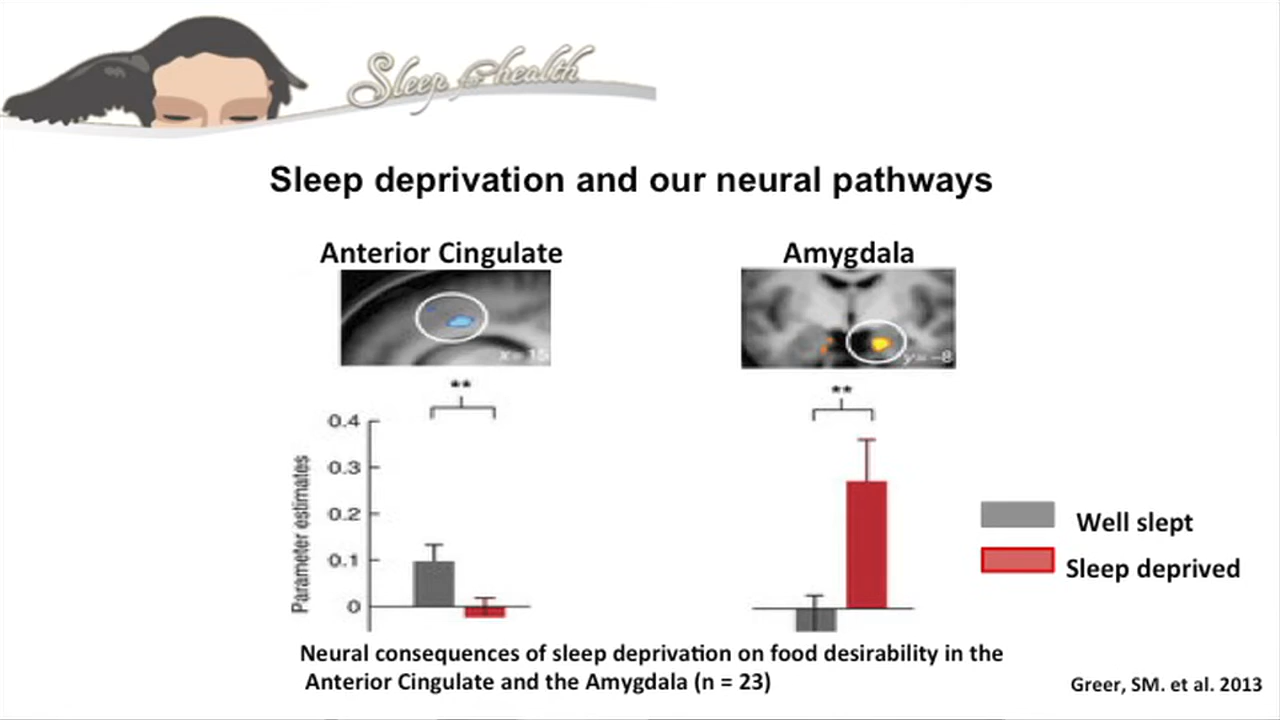 Sleep for health
Sleep deprivation and our neural pathways
Anterior Cingulate
Amygdala
x = 15
y = −8
**
**
0.4
0.3
0.2
0.1
0
Parameter estimates
Well slept
Sleep deprived
Neural consequences of sleep deprivation on food desirability in the
Anterior Cingulate and the Amygdala (n = 23)
Greer, SM. et al. 2013